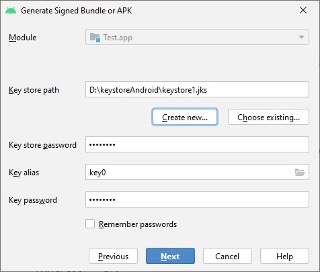 Generate Signed Bundle or APK
Module
Test.app
Key store path
D:\keystoreAndroid\keystore1.jks
Create new...
Choose existing...
Key store password
••••••••
Key alias
key0
Key password
••••••••
Remember passwords
Previous Next Cancel Help